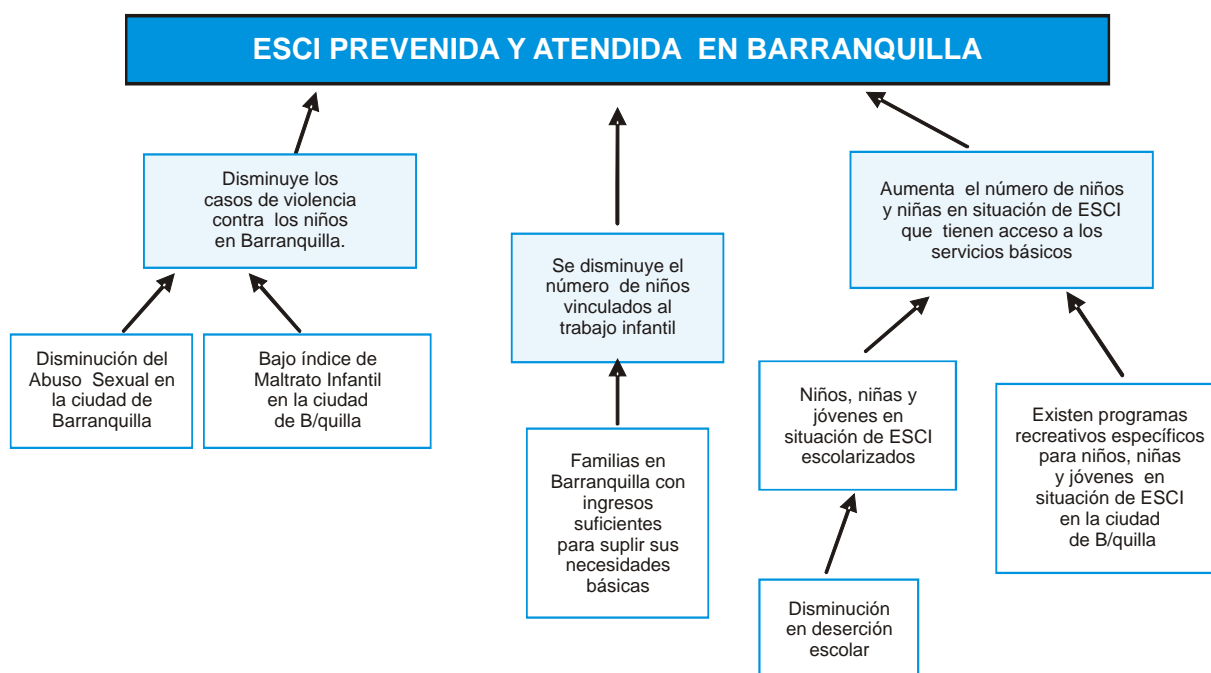 ESCI PREVENIDA Y ATENDIDA EN BARRANQUILLA
Disminuye los
casos de violencia
contra los niños
en Barranquilla.
Se disminuye el
número de niños
vinculados al
trabajo infantil
Aumenta el número de niños
y niñas en situación de ESCI
que tienen acceso a los
servicios básicos
Disminución del
Abuso Sexual en
la ciudad de
Barranquilla
Bajo índice de
Maltrato Infantil
en la ciudad
de B/quilla
Familias en
Barranquilla con
ingresos
suficientes
para suplir sus
necesidades
básicas
Niños, niñas y
jóvenes en
situación de ESCI
escolarizados
Existen programas
recreativos específicos
para niños, niñas
y jóvenes en
situación de ESCI
en la ciudad
de B/quilla
Disminución
en deserción
escolar